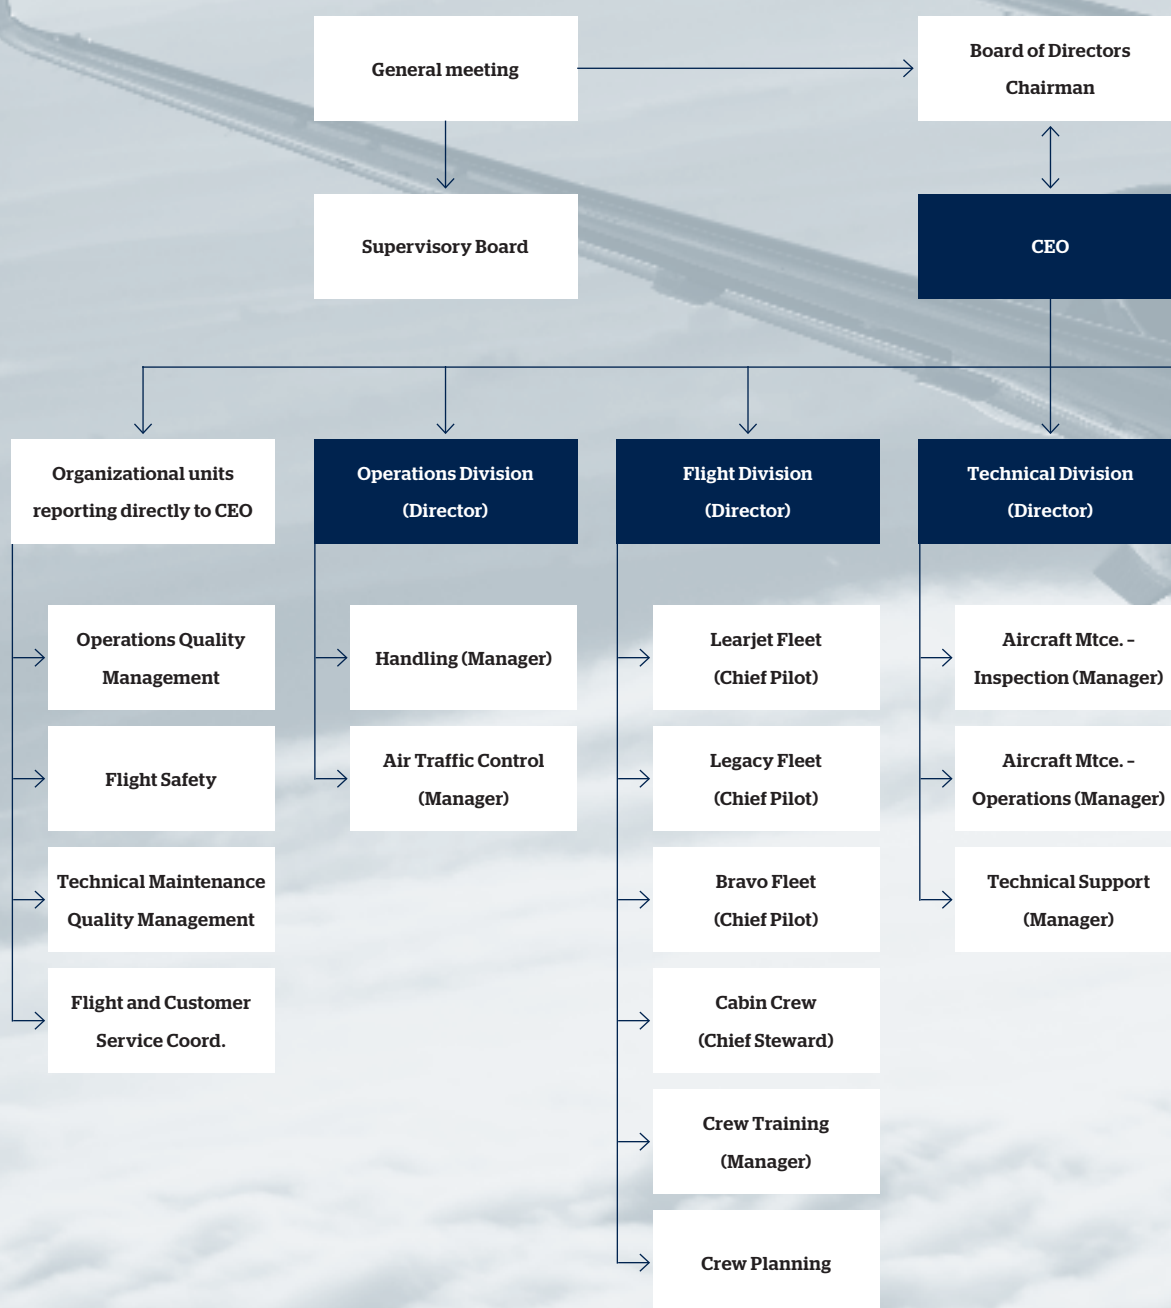 General meeting
Board of Directors
Chairman
Supervisory Board
CEO
Organizational units
reporting directly to CEO
Operations Division
(Director)
Flight Division
(Director)
Technical Division
(Director)
Operations Quality
Management
Flight Safety
Technical Maintenance
Quality Management
Flight and Customer
Service Coord.
Handling (Manager)
Air Traffic Control
(Manager)
Learjet Fleet
(Chief Pilot)
Legacy Fleet
(Chief Pilot)
Bravo Fleet
(Chief Pilot)
Cabin Crew
(Chief Steward)
Crew Training
(Manager)
Crew Planning
Aircraft Mtce. –
Inspection (Manager)
Aircraft Mtce. –
Operations (Manager)
Technical Support
(Manager)